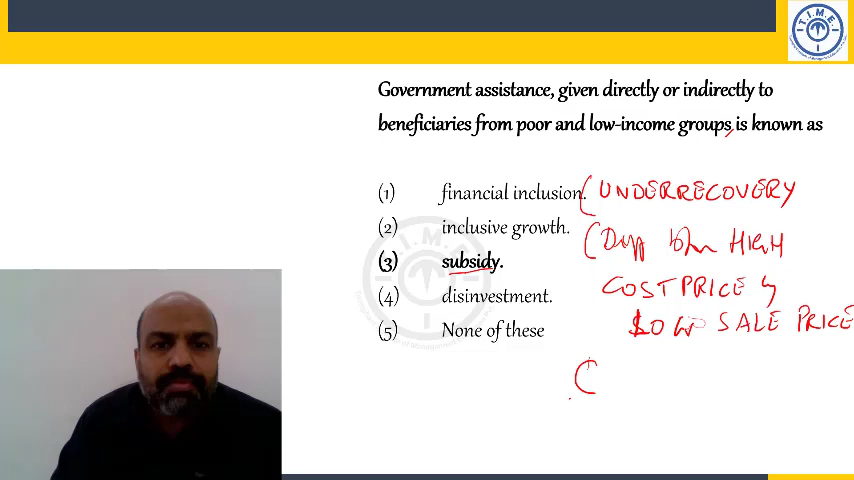 T.I.M.E.
Government assistance, given directly or indirectly to
beneficiaries from poor and low-income groups is known as
(1) financial inclusion. UNDERRECOVERY
(2) inclusive growth. HIGH
(3) subsidy. COST PRICE
(4) disinvestment. LOW SALE PRICE
(5) None of these